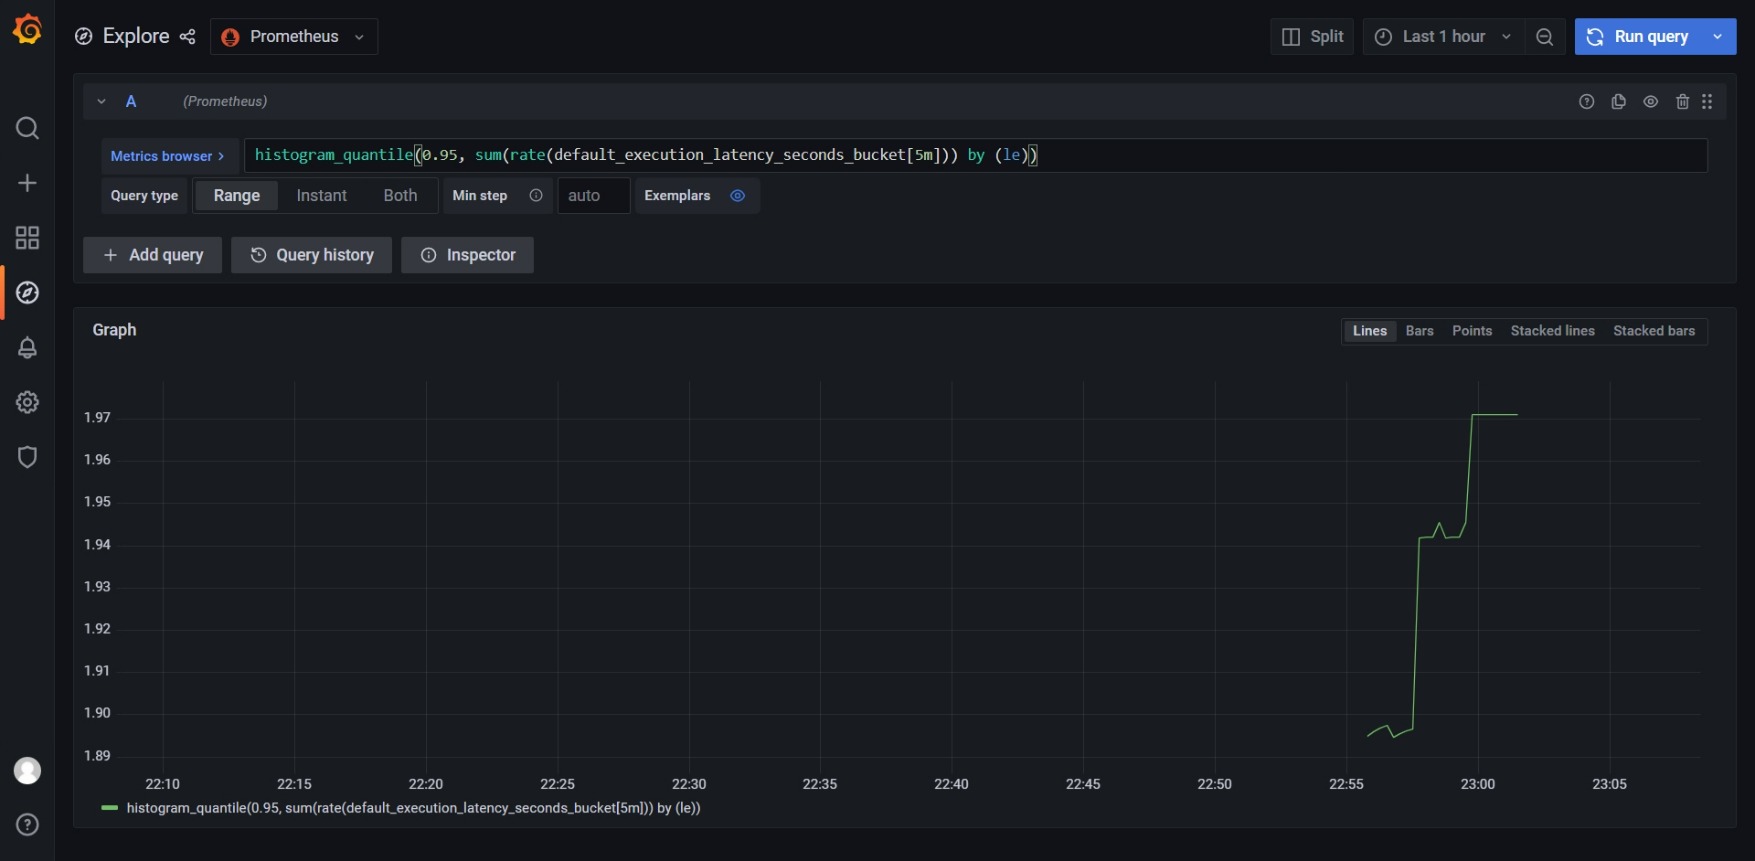 Explore Prometheus Split Last 1 hour Run query
A (Prometheus)
Metrics browser > histogram_quantile(0.95, sum(rate(default_execution_latency_seconds_bucket[5m])) by (le))
Query type Range Instant Both Min step auto Exemplars
+ Add query Query history Inspector
Graph Lines Bars Points Stacked lines Stacked bars
1.97
1.96
1.95
1.94
1.93
1.92
1.91
1.90
1.89
22:10 22:15 22:20 22:25 22:30 22:35 22:40 22:45 22:50 22:55 23:00 23:05
histogram_quantile(0.95, sum(rate(default_execution_latency_seconds_bucket[5m])) by (le))